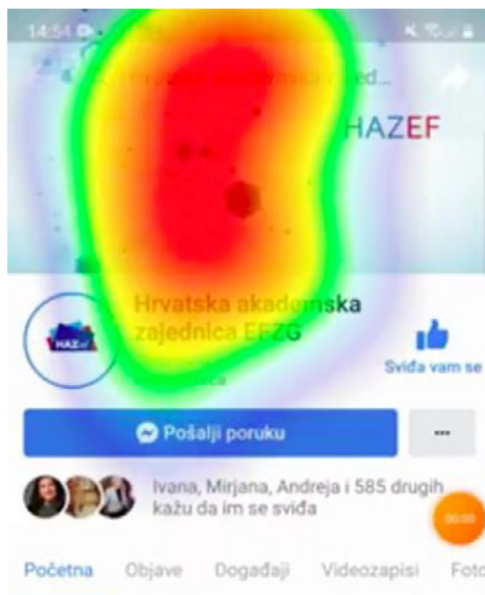 14:54
HAZEF
Hrvatska akademska
zajednica EFZG
HAZEF
Sviđa vam se
Pošalji poruku
Ivana, Mirjana, Andreja i 585 drugih
kažu da im se sviđa
00:00
Početna Objave Događaji Videozapisi Foto